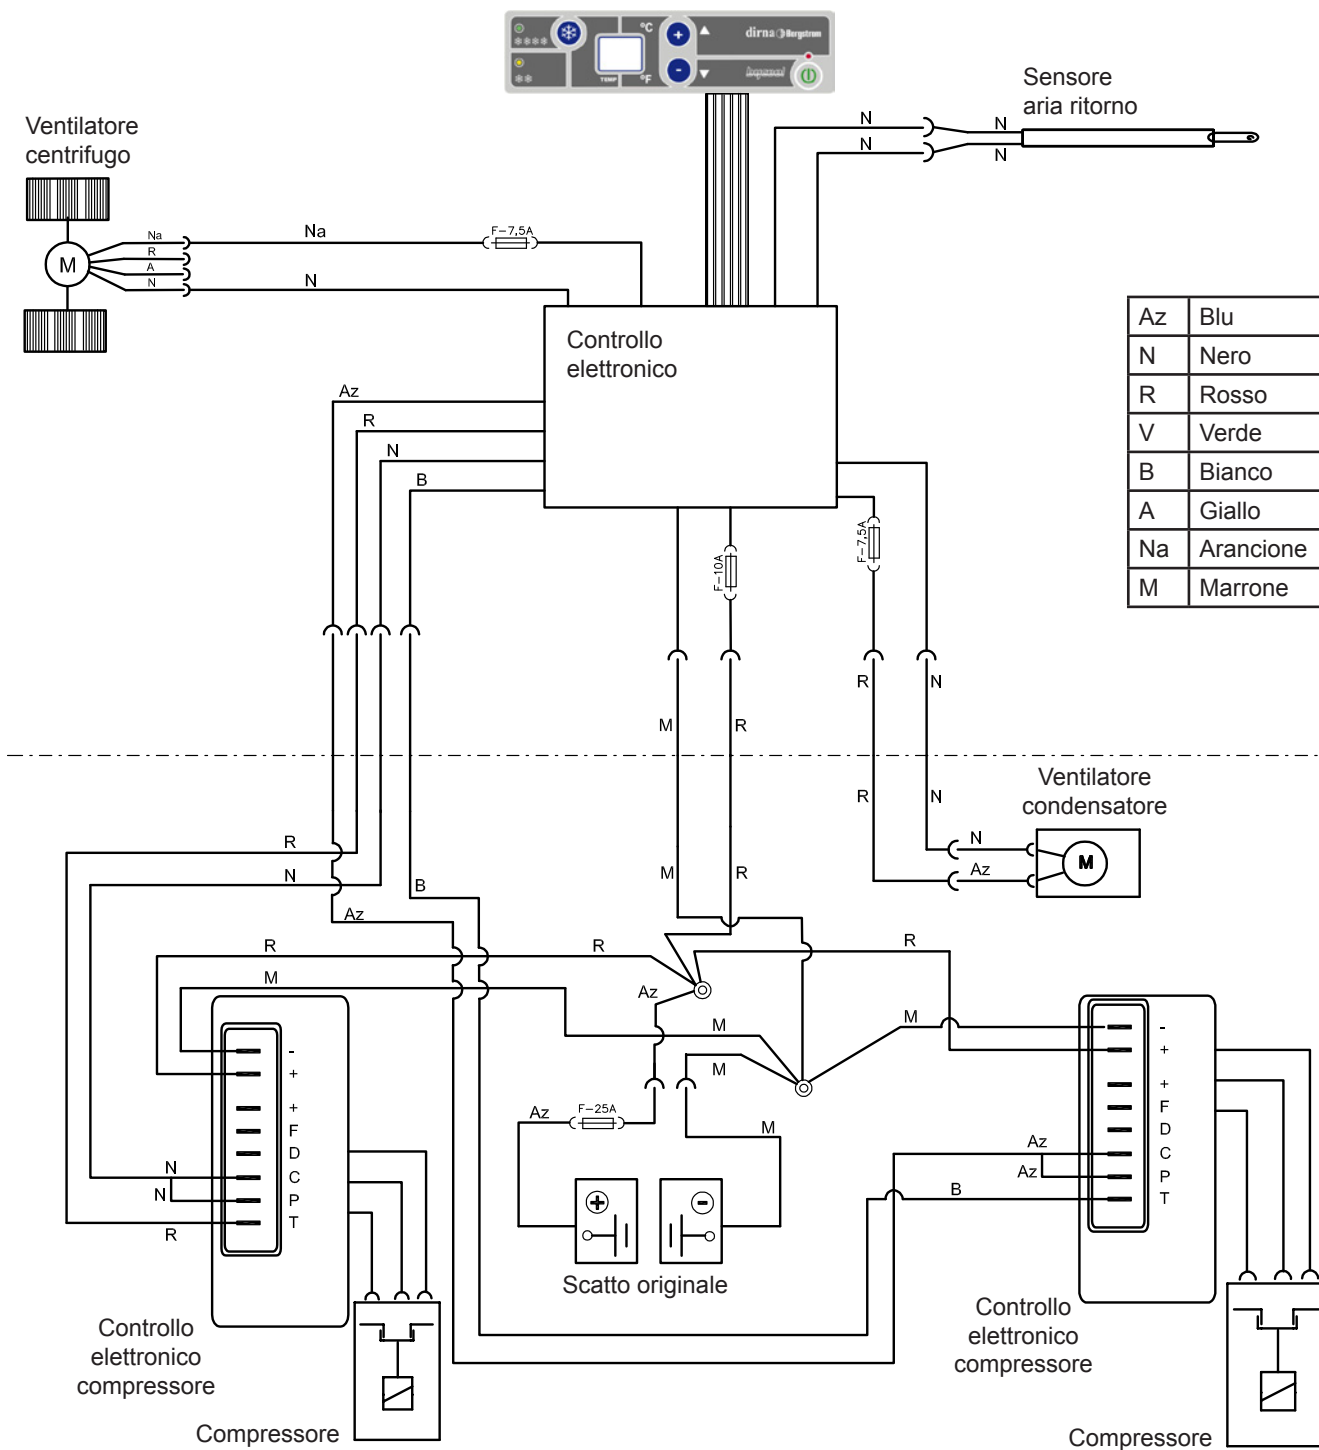 °C
+
dirna Bergstrom
TEMP
°F
-
Sensore
aria ritorno
N
N
N
N
Ventilatore
centrifugo
M
Na
R
A
N
Na
F-7,5A
N
Controllo
elettronico
Az
R
N
B
Az Blu
N Nero
R Rosso
V Verde
B Bianco
A Giallo
Na Arancione
M Marrone
F-10A
F-7,5A
R
N
M
R
Ventilatore
condensatore
R
N
N
Az
M
R
N
M
R
B
Az
R
R
R
M
Az
M
M
M
-
+
+
F
D
C
P
T
N
N
R
Az
F-25A
M
+
-
Scatto originale
-
+
+
F
D
C
P
T
Az
Az
B
Controllo
elettronico
compressore
Compressore
Controllo
elettronico
compressore
Compressore